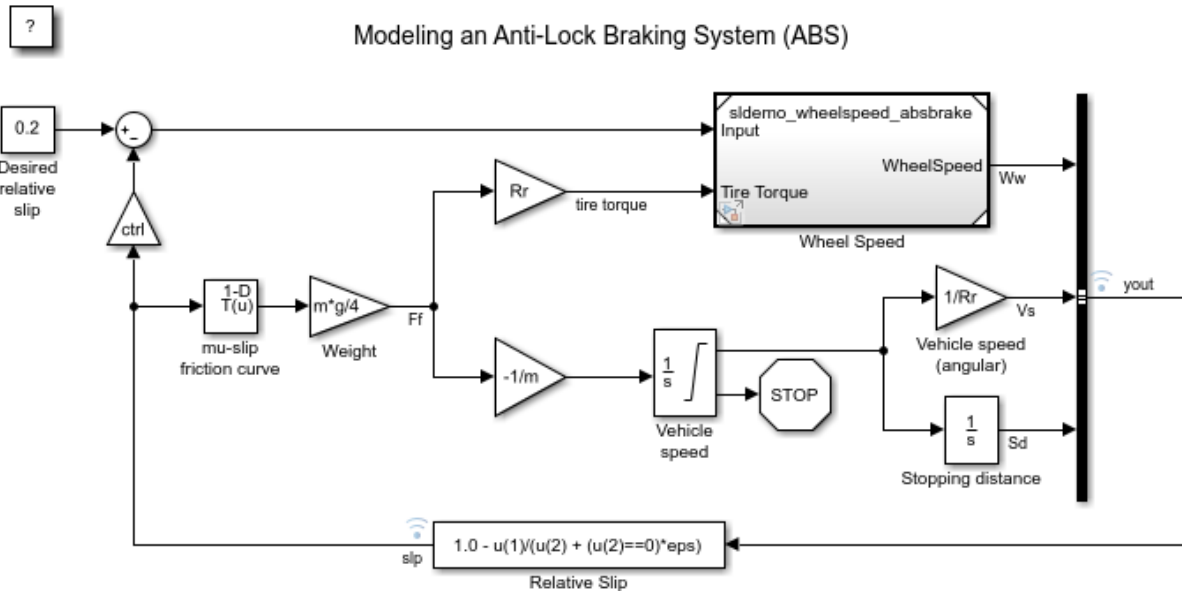 ?
Modeling an Anti-Lock Braking System (ABS)
0.2
Desired
relative
slip
+
-
ctrl
1-D
T(u)
mu-slip
friction curve
m*g/4
Weight
Ff
Rr
tire torque
-1/m
sldemo_wheelspeed_absbrake
Input
WheelSpeed
Tire Torque
Wheel Speed
Ww
1
s
Vehicle
speed
STOP
1/Rr
Vs
Vehicle speed
(angular)
1
s
Sd
Stopping distance
yout
slp
1.0 - u(1)/(u(2) + (u(2)==0)*eps)
Relative Slip